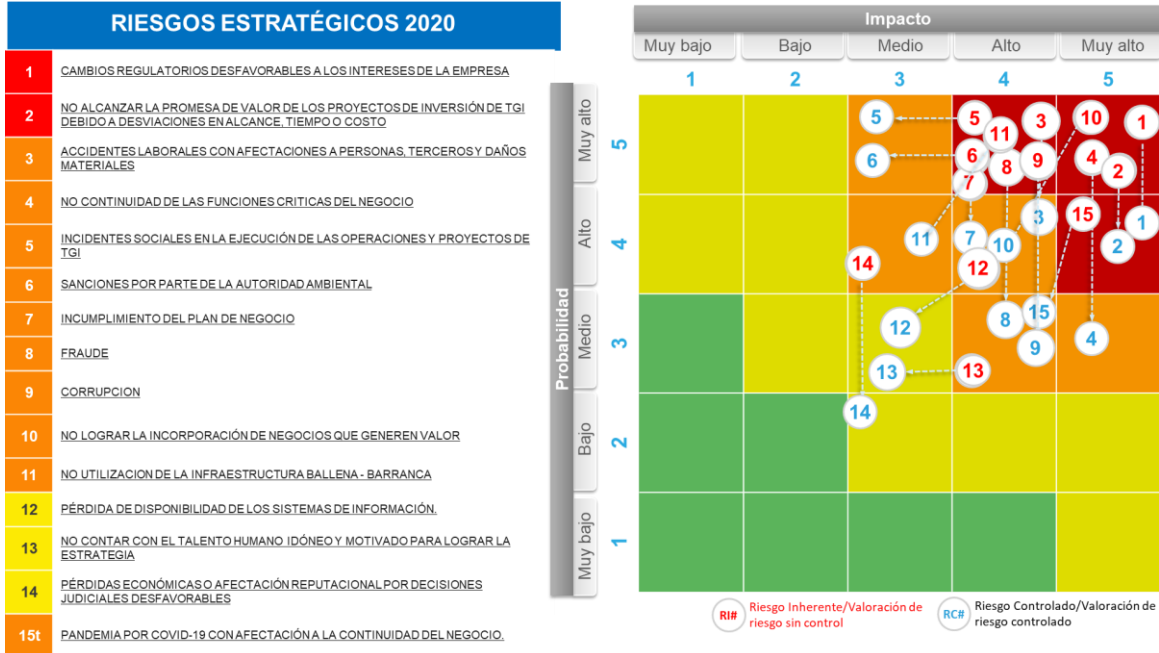 RIESGOS ESTRATÉGICOS 2020
1 CAMBIOS REGULATORIOS DESFAVORABLES A LOS INTERESES DE LA EMPRESA
2 NO ALCANZAR LA PROMESA DE VALOR DE LOS PROYECTOS DE INVERSIÓN DE TGI
DEBIDO A DESVIACIONES EN ALCANCE, TIEMPO O COSTO
3 ACCIDENTES LABORALES CON AFECTACIONES A PERSONAS, TERCEROS Y DAÑOS
MATERIALES
4 NO CONTINUIDAD DE LAS FUNCIONES CRITICAS DEL NEGOCIO
5 INCIDENTES SOCIALES EN LA EJECUCIÓN DE LAS OPERACIONES Y PROYECTOS DE
TGI
6 SANCIONES POR PARTE DE LA AUTORIDAD AMBIENTAL
7 INCUMPLIMIENTO DEL PLAN DE NEGOCIO
8 FRAUDE
9 CORRUPCION
10 NO LOGRAR LA INCORPORACIÓN DE NEGOCIOS QUE GENEREN VALOR
11 NO UTILIZACION DE LA INFRAESTRUCTURA BALLENA - BARRANCA
12 PÉRDIDA DE DISPONIBILIDAD DE LOS SISTEMAS DE INFORMACIÓN.
13 NO CONTAR CON EL TALENTO HUMANO IDÓNEO Y MOTIVADO PARA LOGRAR LA
ESTRATEGIA
14 PÉRDIDAS ECONÓMICAS O AFECTACIÓN REPUTACIONAL POR DECISIONES
JUDICIALES DESFAVORABLES
15t PANDEMIA POR COVID-19 CON AFECTACIÓN A LA CONTINUIDAD DEL NEGOCIO.
Impacto
Muy bajo Bajo Medio Alto Muy alto
1 2 3 4 5
Probabilidad
Muy alto 5
Alto 4
Medio 3
Bajo 2
Muy bajo 1
5 5 3 10 1
11
6 6 8 9 4 2
7
11 7 10 3 15 2 1
14 12
12 8 15 9 4
13 13
14
RI# Riesgo Inherente/Valoración de
riesgo sin control
RC# Riesgo Controlado/Valoración de
riesgo controlado